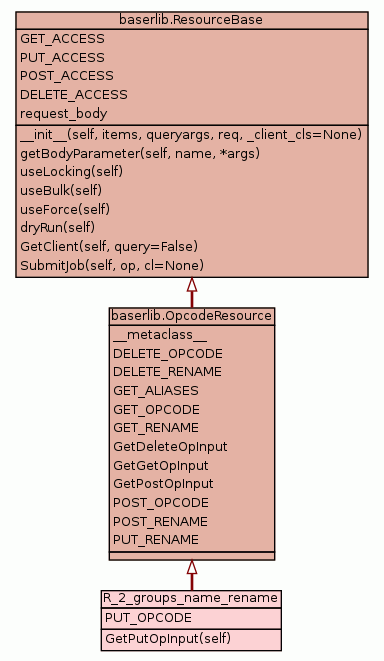 baserlib.ResourceBase
GET_ACCESS
PUT_ACCESS
POST_ACCESS
DELETE_ACCESS
request_body
__init__(self, items, queryargs, req, _client_cls=None)
getBodyParameter(self, name, *args)
useLocking(self)
useBulk(self)
useForce(self)
dryRun(self)
GetClient(self, query=False)
SubmitJob(self, op, cl=None)
baserlib.OpcodeResource
__metaclass__
DELETE_OPCODE
DELETE_RENAME
GET_ALIASES
GET_OPCODE
GET_RENAME
GetDeleteOpInput
GetGetOpInput
GetPostOpInput
POST_OPCODE
POST_RENAME
PUT_RENAME
R_2_groups_name_rename
PUT_OPCODE
GetPutOpInput(self)